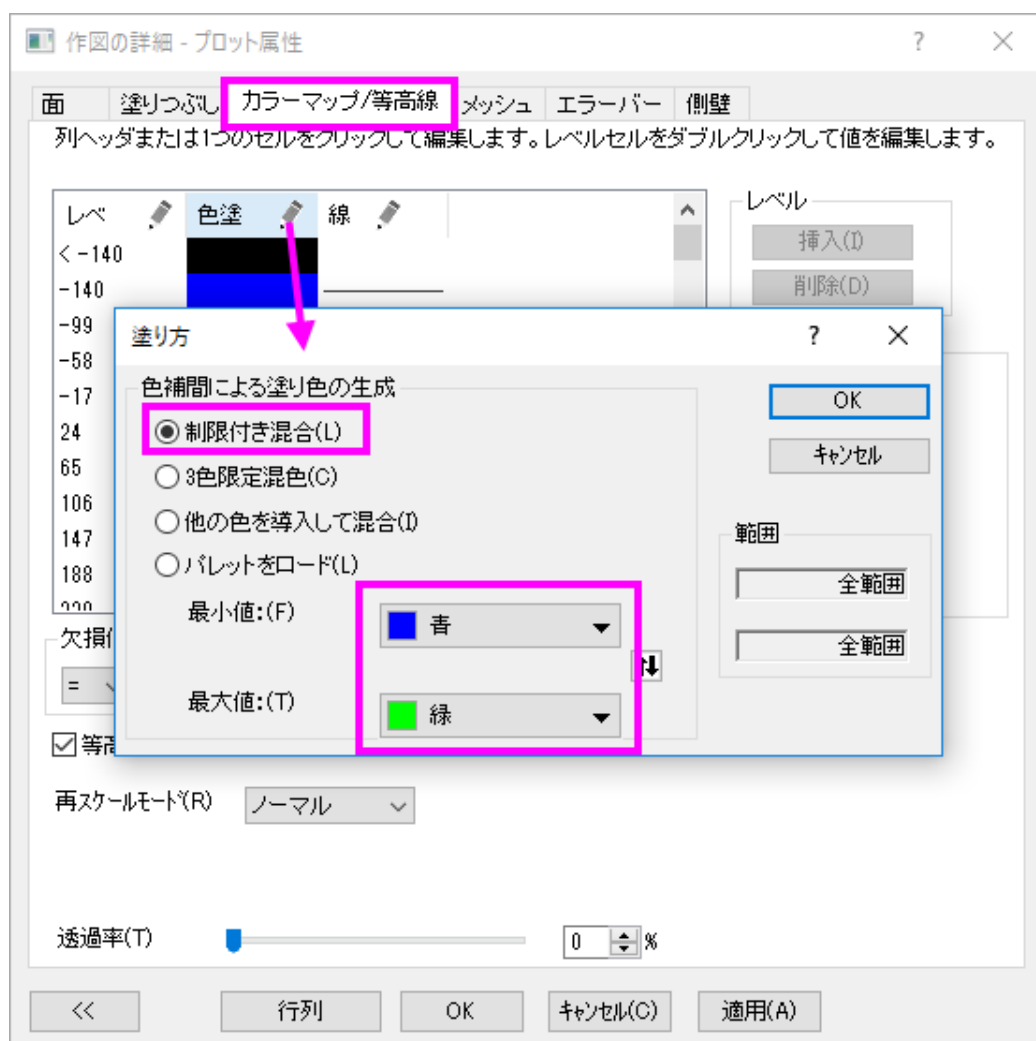 作図の詳細 - プロット属性
面 塗りつぶし カラーマップ/等高線 メッシュ エラーバー 側壁
列ヘッダまたは1つのセルをクリックして編集します。レベルセルをダブルクリックして値を編集します。
レベ 色塗 線
レベル
< -140
挿入(I)
-140
削除(D)
-99
-58
-17
24
65
106
147
188
塗り方
色補間による塗り色の生成
OK
制限付き混合(L)
キャンセル
3色限定混色(C)
他の色を導入して混合(I)
範囲
パレットをロード(L)
全範囲
最小値:(F) 青
全範囲
最大値:(T) 緑
欠損
=
等高
再スケールモード(R) ノーマル
透過率(T) 0 %
<< 行列 OK キャンセル(C) 適用(A)